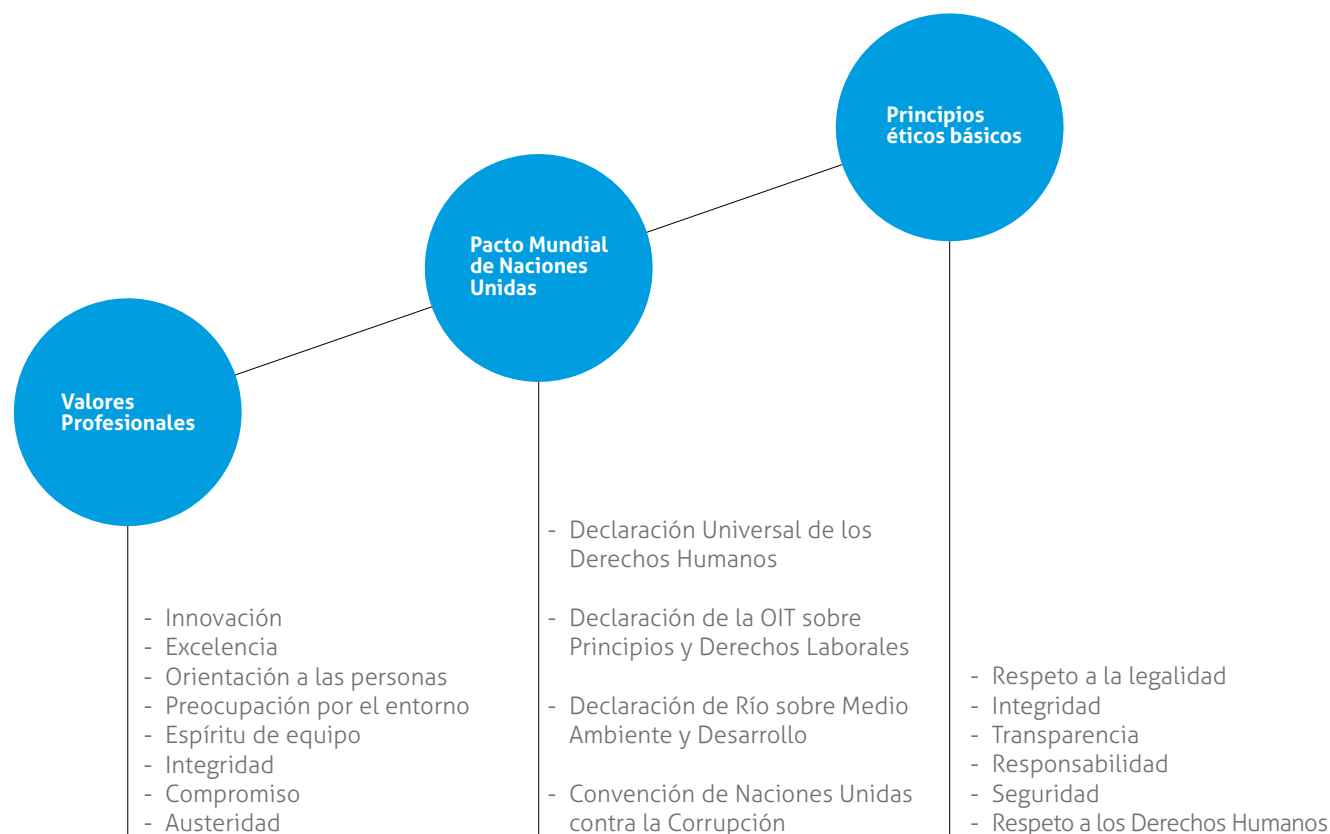 Principios
éticos básicos
Pacto Mundial
de Naciones
Unidas
Valores
Profesionales
- Innovación
- Excelencia
- Orientación a las personas
- Preocupación por el entorno
- Espíritu de equipo
- Integridad
- Compromiso
- Austeridad
- Declaración Universal de los
Derechos Humanos
- Declaración de la OIT sobre
Principios y Derechos Laborales
- Declaración de Río sobre Medio
Ambiente y Desarrollo
- Convención de Naciones Unidas
contra la Corrupción
- Respeto a la legalidad
- Integridad
- Transparencia
- Responsabilidad
- Seguridad
- Respeto a los Derechos Humanos